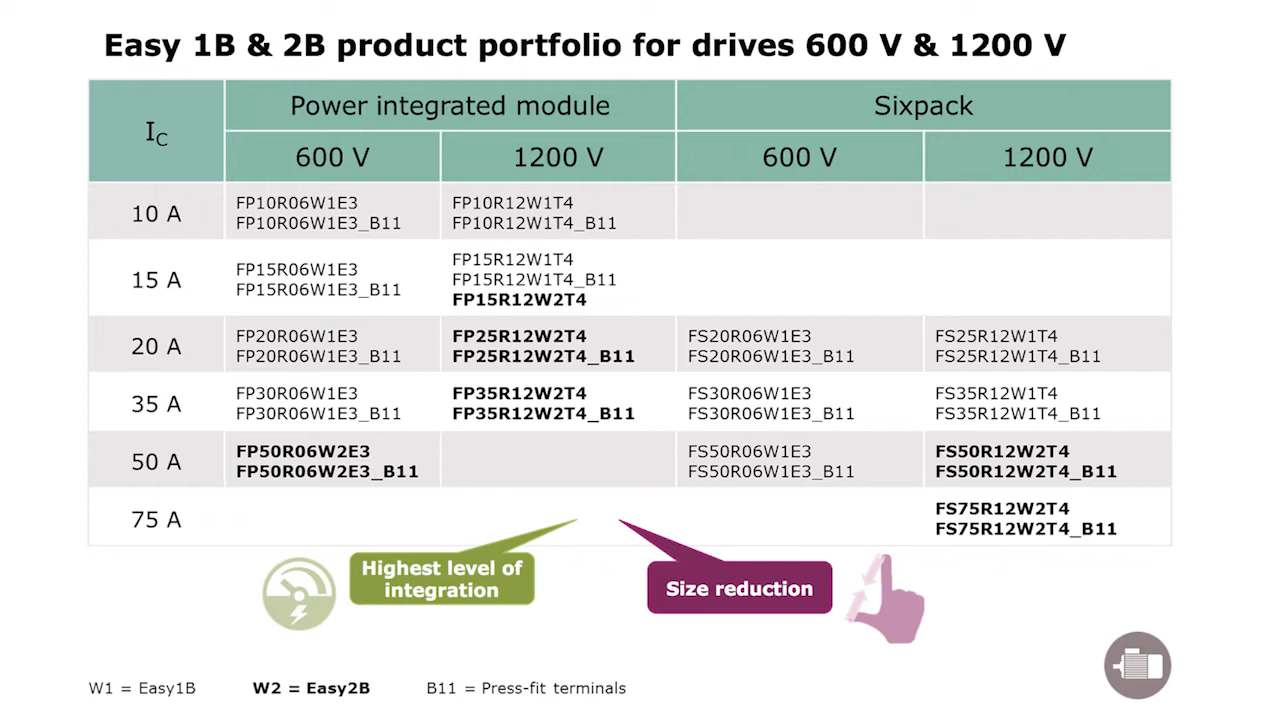 Easy 1B & 2B product portfolio for drives 600 V & 1200 V
IC
Power integrated module
Sixpack
600 V
1200 V
600 V
1200 V
10 A
FP10R06W1E3
FP10R06W1E3_B11
FP10R12W1T4
FP10R12W1T4_B11
15 A
FP15R06W1E3
FP15R06W1E3_B11
FP15R12W1T4
FP15R12W1T4_B11
FP15R12W2T4
20 A
FP20R06W1E3
FP20R06W1E3_B11
FP25R12W2T4
FP25R12W2T4_B11
FS20R06W1E3
FS20R06W1E3_B11
FS25R12W1T4
FS25R12W1T4_B11
35 A
FP30R06W1E3
FP30R06W1E3_B11
FP35R12W2T4
FP35R12W2T4_B11
FS30R06W1E3
FS30R06W1E3_B11
FS35R12W1T4
FS35R12W1T4_B11
50 A
FP50R06W2E3
FP50R06W2E3_B11
FS50R06W1E3
FS50R06W1E3_B11
FS50R12W2T4
FS50R12W2T4_B11
75 A
FS75R12W2T4
FS75R12W2T4_B11
Highest level of
integration
Size reduction
W1 = Easy1B
W2 = Easy2B
B11 = Press-fit terminals